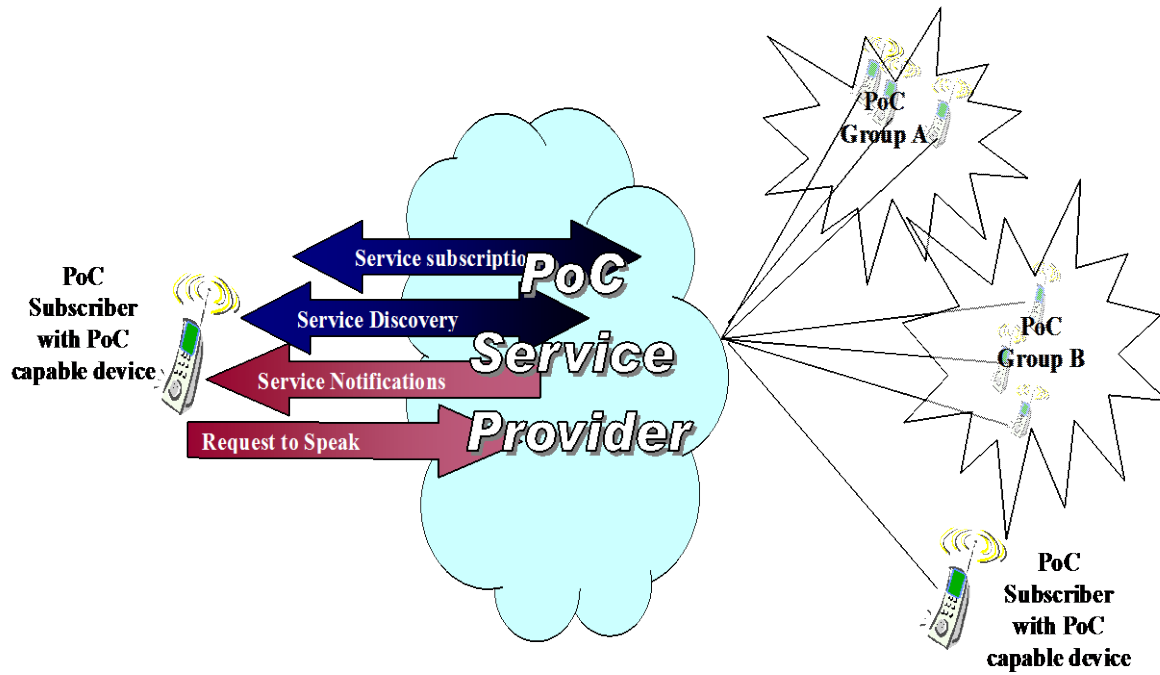 PoC
Group A
Service subscription
PoC
PoC
Subscriber
with PoC
capable device
Service Discovery
Service
Service Notifications
Provider
Request to Speak
PoC
Group B
PoC
Subscriber
with PoC
capable device